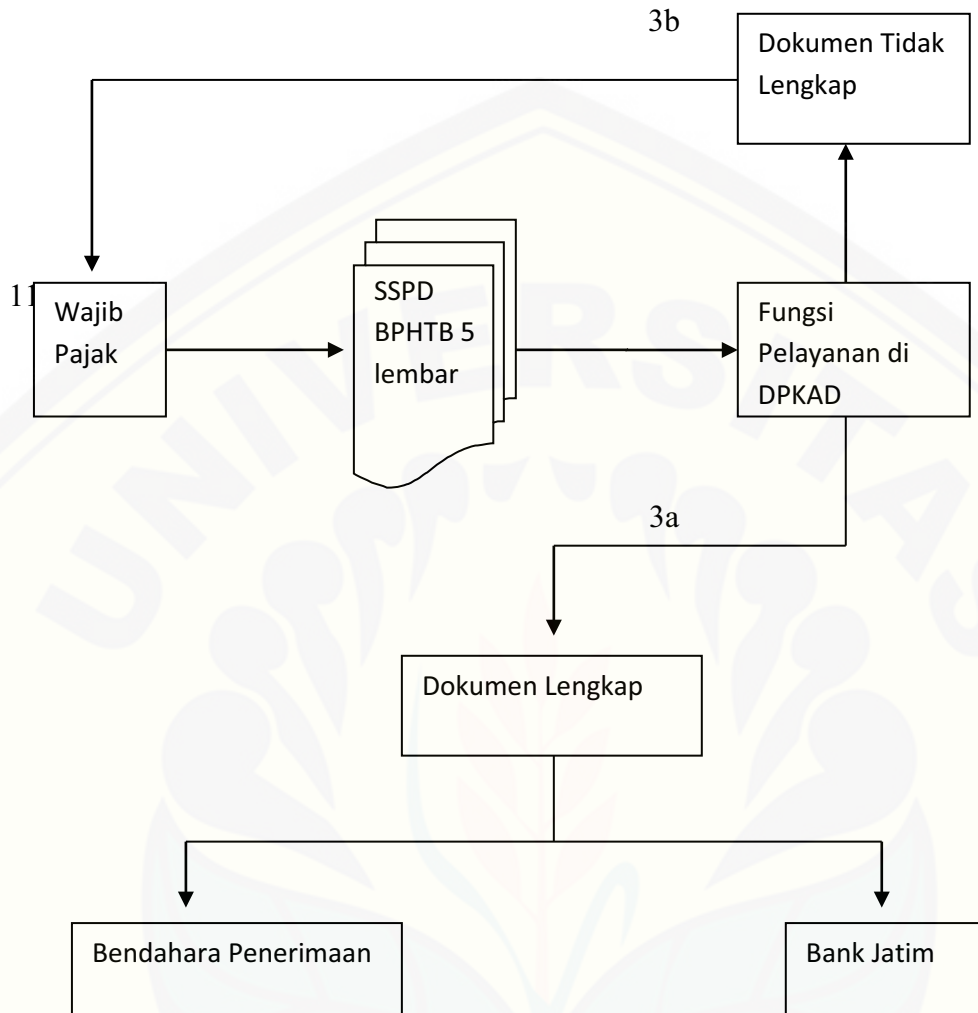 3b
Dokumen Tidak
Lengkap
11
Wajib
Pajak
SSPD
BPHTB 5
lembar
Fungsi
Pelayanan di
DPKAD
3a
Dokumen Lengkap
Bendahara Penerimaan
Bank Jatim
UNIVERSITAS